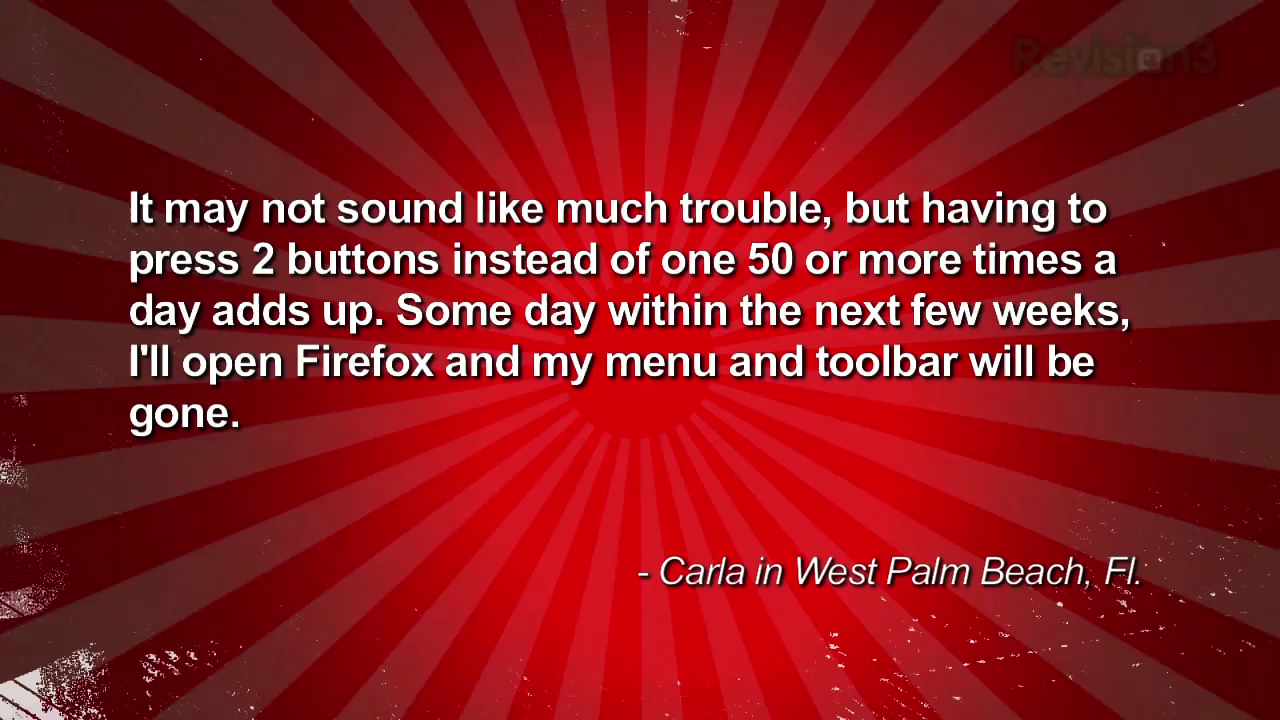 Revision3
It may not sound like much trouble, but having to
press 2 buttons instead of one 50 or more times a
day adds up. Some day within the next few weeks,
I'll open Firefox and my menu and toolbar will be
gone.
- Carla in West Palm Beach, Fl.